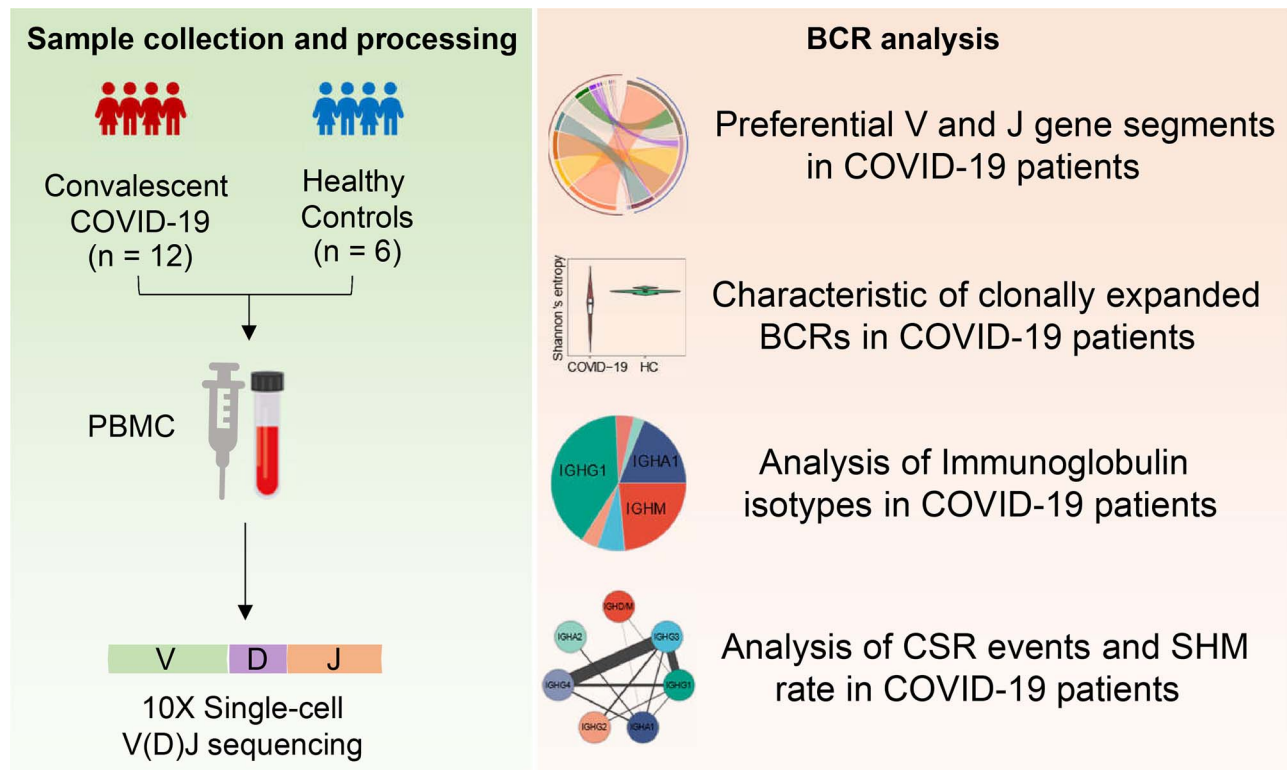 Sample collection and processing
Convalescent
COVID-19
(n = 12)
Healthy
Controls
(n = 6)
PBMC
V D J
10X Single-cell
V(D)J sequencing
BCR analysis
Preferential V and J gene segments
in COVID-19 patients
Shannon's entropy
COVID-19 HC
Characteristic of clonally expanded
BCRs in COVID-19 patients
IGHG1
IGHA1
IGHM
Analysis of Immunoglobulin
isotypes in COVID-19 patients
IGHD/M
IGHA2
IGHG3
IGHG4
IGHG1
IGHG2
IGHA1
Analysis of CSR events and SHM
rate in COVID-19 patients